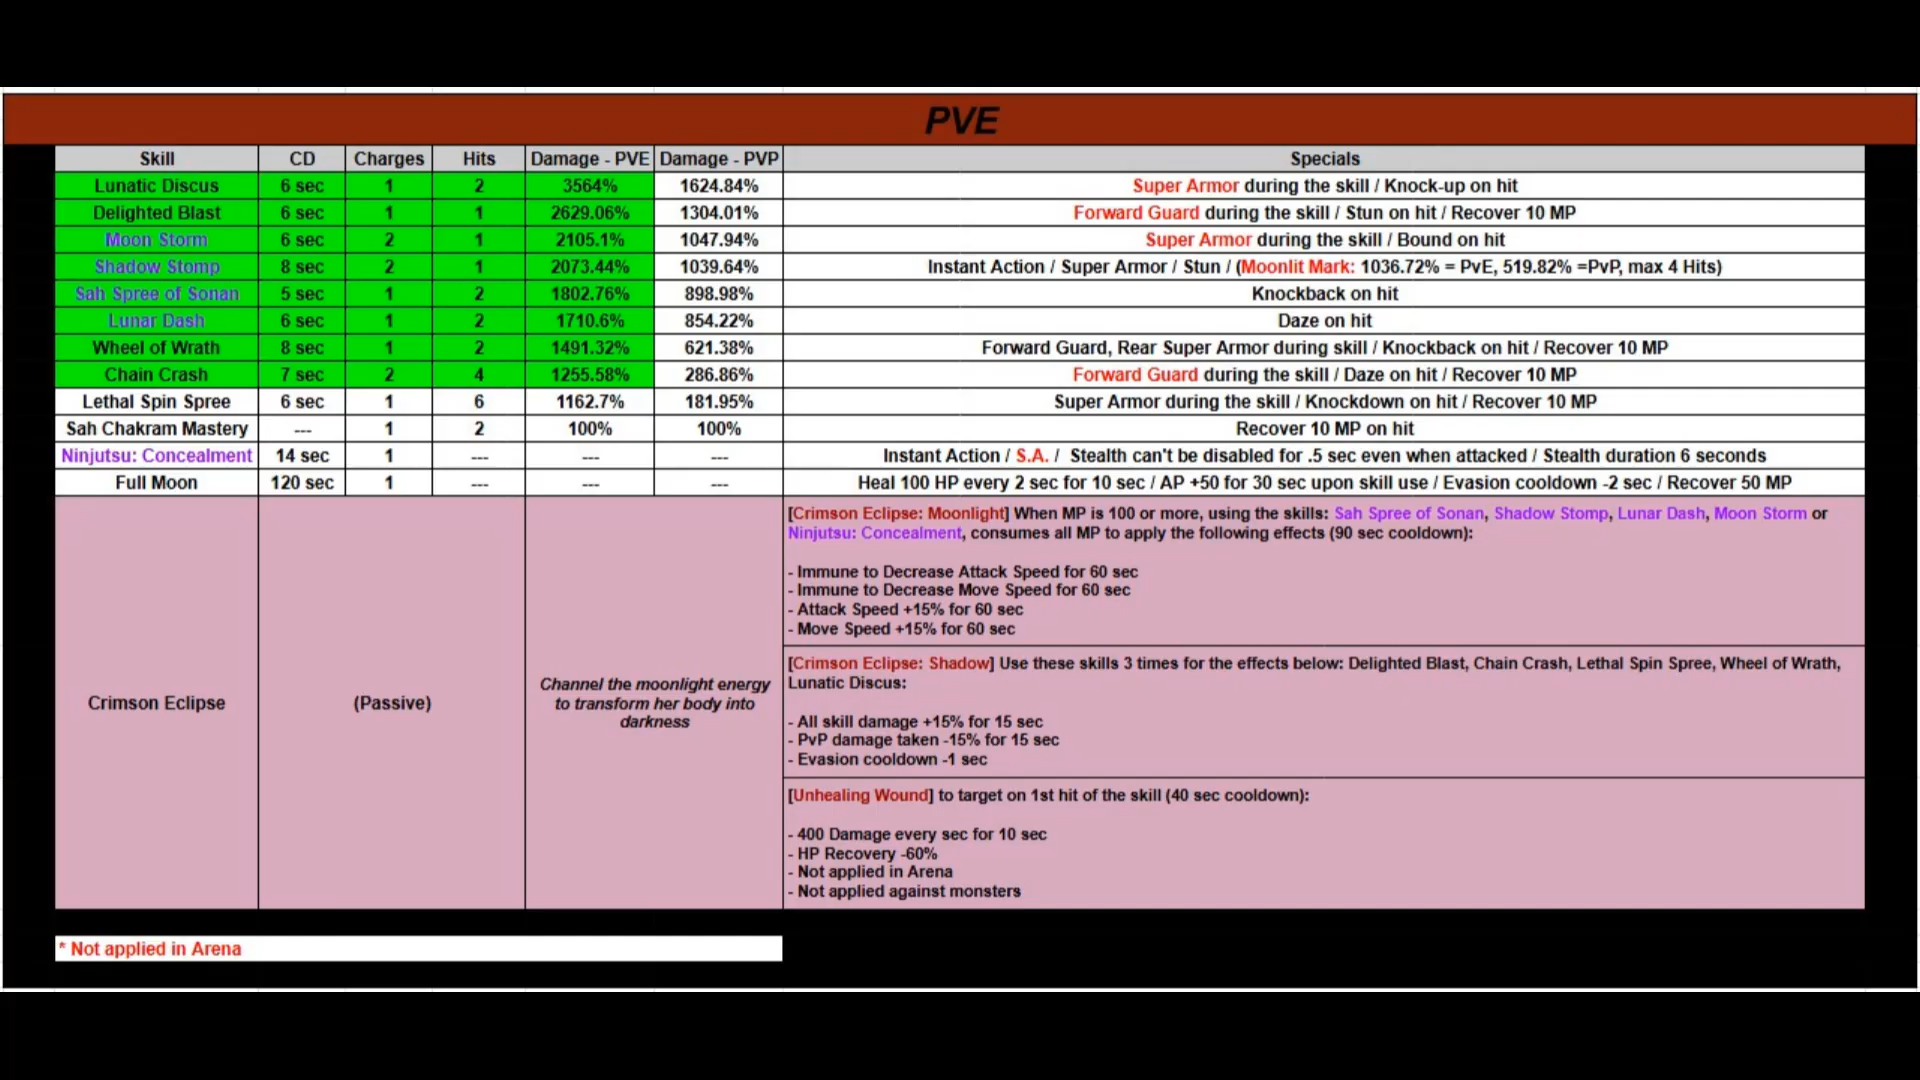 PVE
Skill CD Charges Hits Damage - PVE Damage - PVP Specials
Lunatic Discus 6 sec 1 2 3564% 1624.84% Super Armor during the skill / Knock-up on hit
Delighted Blast 6 sec 1 1 2629.06% 1304.01% Forward Guard during the skill / Stun on hit / Recover 10 MP
Moon Storm 6 sec 2 1 2105.1% 1047.94% Super Armor during the skill / Bound on hit
Shadow Stomp 8 sec 2 1 2073.44% 1039.64% Instant Action / Super Armor / Stun / (Moonlit Mark: 1036.72% = PvE, 519.82% =PvP, max 4 Hits)
Sah Spree of Sonan 5 sec 1 2 1802.76% 898.98% Knockback on hit
Lunar Dash 6 sec 1 2 1710.6% 854.22% Daze on hit
Wheel of Wrath 8 sec 1 2 1491.32% 621.38% Forward Guard, Rear Super Armor during skill / Knockback on hit / Recover 10 MP
Chain Crash 7 sec 2 4 1255.58% 286.86% Forward Guard during the skill / Daze on hit / Recover 10 MP
Lethal Spin Spree 6 sec 1 6 1162.7% 181.95% Super Armor during the skill / Knockdown on hit / Recover 10 MP
Sah Chakram Mastery --- 1 2 100% 100% Recover 10 MP on hit
Ninjutsu: Concealment 14 sec 1 --- --- --- Instant Action / S.A. / Stealth can't be disabled for .5 sec even when attacked / Stealth duration 6 seconds
Full Moon 120 sec 1 --- --- --- Heal 100 HP every 2 sec for 10 sec / AP +50 for 30 sec upon skill use / Evasion cooldown -2 sec / Recover 50 MP
Crimson Eclipse
(Passive)
Channel the moonlight energy
to transform her body into
darkness
[Crimson Eclipse: Moonlight] When MP is 100 or more, using the skills: Sah Spree of Sonan, Shadow Stomp, Lunar Dash, Moon Storm or
Ninjutsu: Concealment, consumes all MP to apply the following effects (90 sec cooldown):
- Immune to Decrease Attack Speed for 60 sec
- Immune to Decrease Move Speed for 60 sec
- Attack Speed +15% for 60 sec
- Move Speed +15% for 60 sec
[Crimson Eclipse: Shadow] Use these skills 3 times for the effects below: Delighted Blast, Chain Crash, Lethal Spin Spree, Wheel of Wrath,
Lunatic Discus:
- All skill damage +15% for 15 sec
- PvP damage taken -15% for 15 sec
- Evasion cooldown -1 sec
[Unhealing Wound] to target on 1st hit of the skill (40 sec cooldown):
- 400 Damage every sec for 10 sec
- HP Recovery -60%
- Not applied in Arena
- Not applied against monsters
* Not applied in Arena